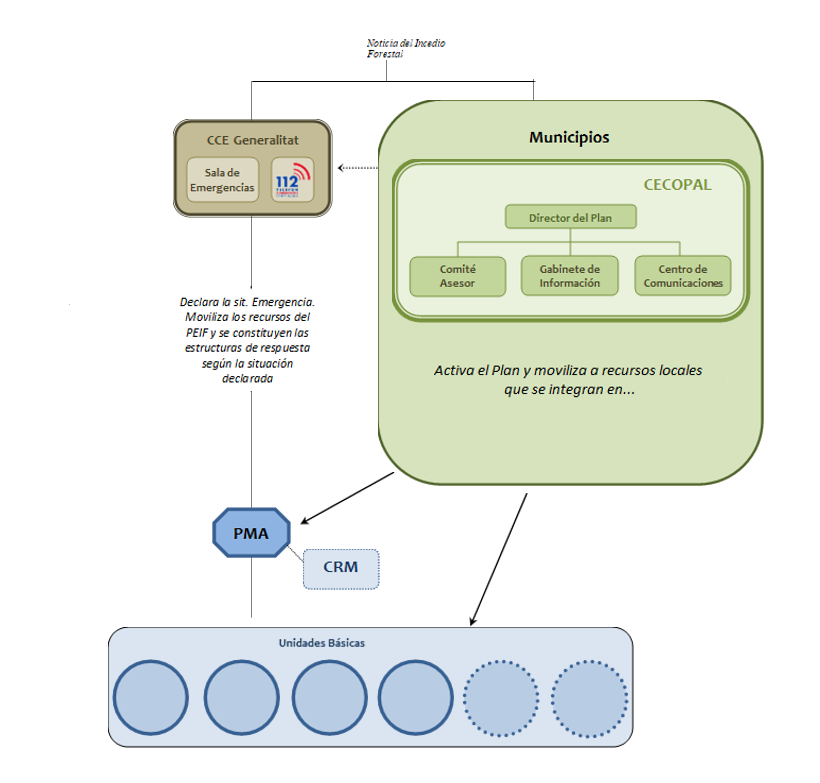 Noticia del Incedio
Forestal
CCE Generalitat
Sala de
Emergencías
112
Municipios
CECOPAL
Director del Plan
Comité
Asesor
Gabinete de
Información
Centro de
Comunicaciones
Declara la sit. Emergencia.
Moviliza los recursos del
PEIF y se constituyen las
estructuras de respuesta
según la situación
declarada
Activa el Plan y moviliza a recursos locales
que se integran en...
PMA
CRM
Unidades Básicas